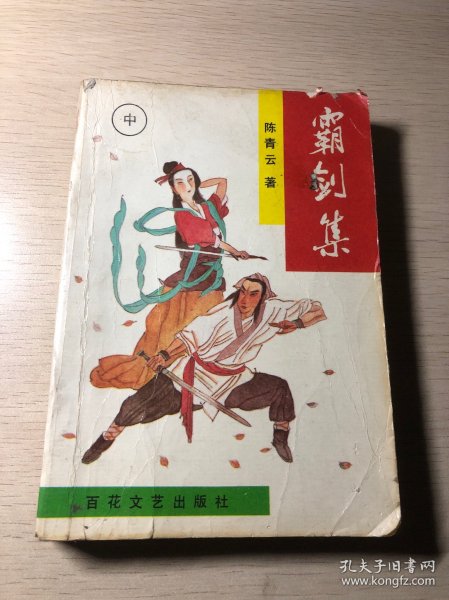 霸剑集
陈青云 著
中
百花文艺出版社
孔夫子旧书网
www.kongfz.com